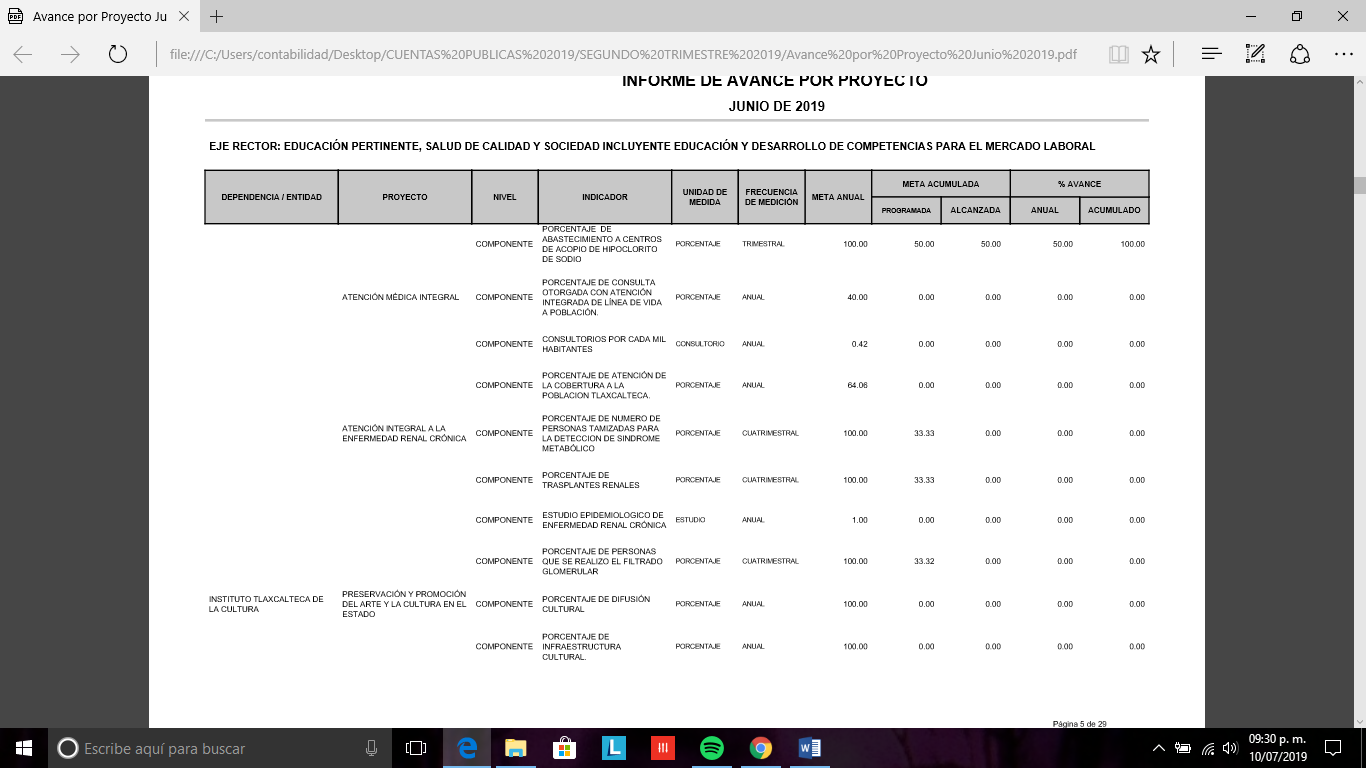 Avance por Proyecto Ju
file:///C:/Users/contabilidad/Desktop/CUENTAS%20PUBLICAS%202019/SEGUNDO%20TRIMESTRE%202019/Avance%20por%20Proyecto%20Junio%202019.pdf
INFORME DE AVANCE POR PROYECTO
JUNIO DE 2019
EJE RECTOR: EDUCACIÓN PERTINENTE, SALUD DE CALIDAD Y SOCIEDAD INCLUYENTE EDUCACIÓN Y DESARROLLO DE COMPETENCIAS PARA EL MERCADO LABORAL
DEPENDENCIA / ENTIDAD
PROYECTO
NIVEL
INDICADOR
UNIDAD DE
MEDIDA
FRECUENCIA
DE MEDICIÓN
META ANUAL
META ACUMULADA
PROGRAMADA
ALCANZADA
% AVANCE
ANUAL
ACUMULADO
COMPONENTE
PORCENTAJE DE
ABASTECIMIENTO A CENTROS
DE ACOPIO DE HIPOCLORITO
DE SODIO
PORCENTAJE
TRIMESTRAL
100.00
50.00
50.00
50.00
100.00
ATENCIÓN MÉDICA INTEGRAL
COMPONENTE
PORCENTAJE DE CONSULTA
OTORGADA CON ATENCIÓN
INTEGRADA DE LÍNEA DE VIDA
A POBLACIÓN.
PORCENTAJE
ANUAL
40.00
0.00
0.00
0.00
0.00
COMPONENTE
CONSULTORIOS POR CADA MIL
HABITANTES
CONSULTORIO
ANUAL
0.42
0.00
0.00
0.00
0.00
COMPONENTE
PORCENTAJE DE ATENCIÓN DE
LA COBERTURA A LA
POBLACION TLAXCALTECA.
PORCENTAJE
ANUAL
64.06
0.00
0.00
0.00
0.00
ATENCIÓN INTEGRAL A LA
ENFERMEDAD RENAL CRÓNICA
COMPONENTE
PORCENTAJE DE NUMERO DE
PERSONAS TAMIZADAS PARA
LA DETECCION DE SINDROME
METABÓLICO
PORCENTAJE
CUATRIMESTRAL
100.00
33.33
0.00
0.00
0.00
COMPONENTE
PORCENTAJE DE
TRASPLANTES RENALES
PORCENTAJE
CUATRIMESTRAL
100.00
33.33
0.00
0.00
0.00
COMPONENTE
ESTUDIO EPIDEMIOLOGICO DE
ENFERMEDAD RENAL CRÓNICA
ESTUDIO
ANUAL
1.00
0.00
0.00
0.00
0.00
COMPONENTE
PORCENTAJE DE PERSONAS
QUE SE REALIZO EL FILTRADO
GLOMERULAR
PORCENTAJE
CUATRIMESTRAL
100.00
33.32
0.00
0.00
0.00
INSTITUTO TLAXCALTECA DE
LA CULTURA
PRESERVACIÓN Y PROMOCIÓN
DEL ARTE Y LA CULTURA EN EL
ESTADO
COMPONENTE
PORCENTAJE DE DIFUSIÓN
CULTURAL
PORCENTAJE
ANUAL
100.00
0.00
0.00
0.00
0.00
COMPONENTE
PORCENTAJE DE
INFRAESTRUCTURA
CULTURAL.
PORCENTAJE
ANUAL
100.00
0.00
0.00
0.00
0.00
Página 5 de 29
Escribe aquí para buscar
09:30 p. m.
10/07/2019